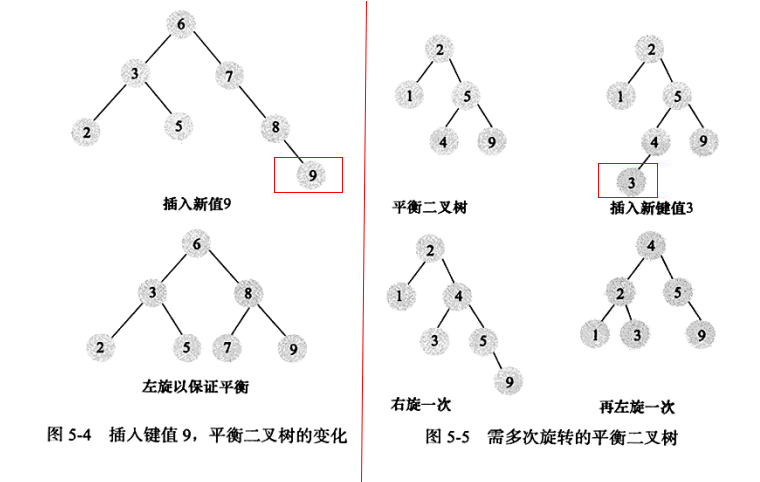 6
3 7
2 5 8
9
插入新值9
6
3 8
2 5 7 9
左旋以保证平衡
图 5-4 插入键值 9，平衡二叉树的变化
2
1 5
4 9
平衡二叉树
2
1 5
4 9
3
插入新键值3
2
1 4
3 5
9
右旋一次
4
2 5
1 3 9
再左旋一次
图 5-5 需多次旋转的平衡二叉树